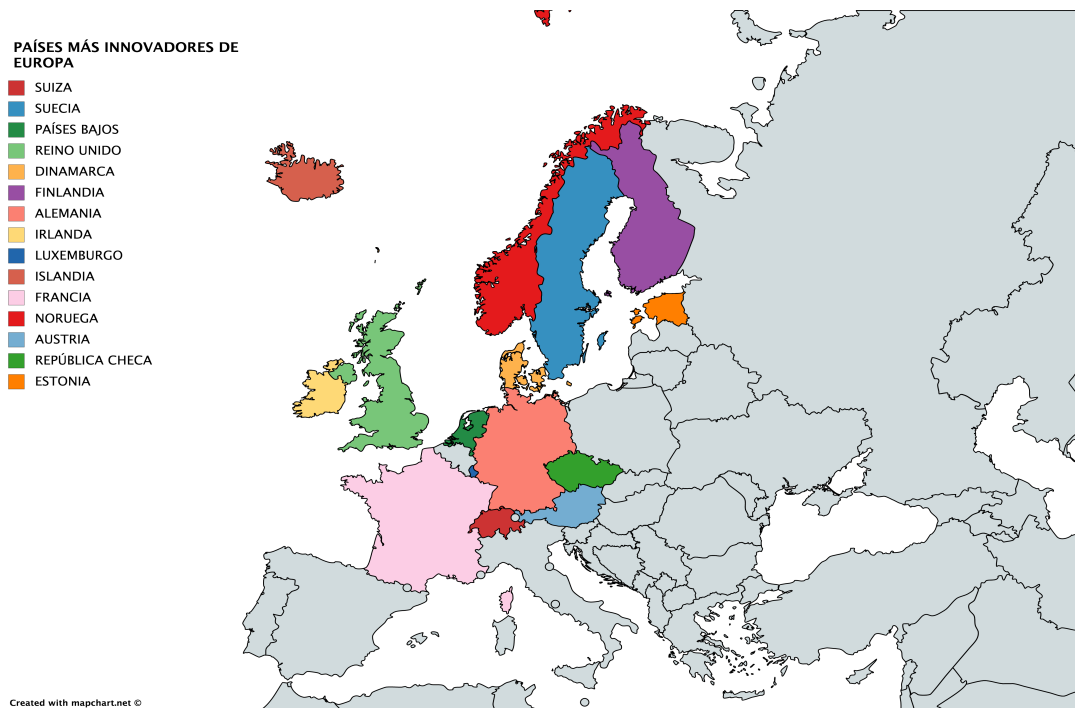 PAÍSES MÁS INNOVADORES DE
EUROPA
SUIZA
SUECIA
PAÍSES BAJOS
REINO UNIDO
DINAMARCA
FINLANDIA
ALEMANIA
IRLANDA
LUXEMBURGO
ISLANDIA
FRANCIA
NORUEGA
AUSTRIA
REPÚBLICA CHECA
ESTONIA
Created with mapchart.net ©